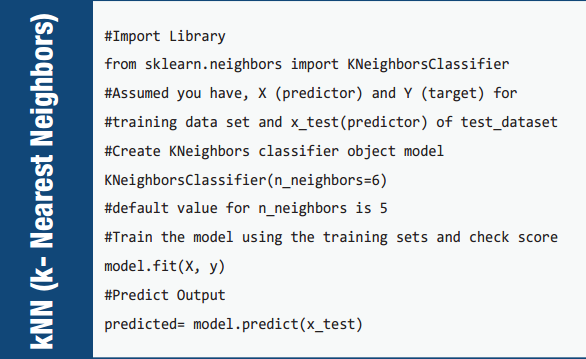 kNN (k- Nearest Neighbors)
#Import Library
from sklearn.neighbors import KNeighborsClassifier
#Assumed you have, X (predictor) and Y (target) for
#training data set and x_test(predictor) of test_dataset
#Create KNeighbors classifier object model
KNeighborsClassifier(n_neighbors=6)
#default value for n_neighbors is 5
#Train the model using the training sets and check score
model.fit(X, y)
#Predict Output
predicted= model.predict(x_test)